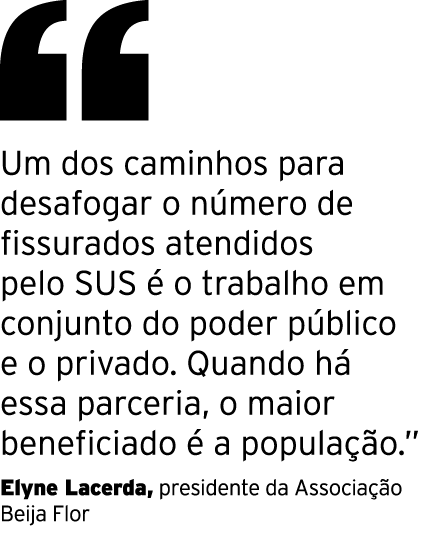 “
Um dos caminhos para
desafogar o número de
fissurados atendidos
pelo SUS é o trabalho em
conjunto do poder público
e o privado. Quando há
essa parceria, o maior
beneficiado é a população.”
Elyne Lacerda, presidente da Associação
Beija Flor